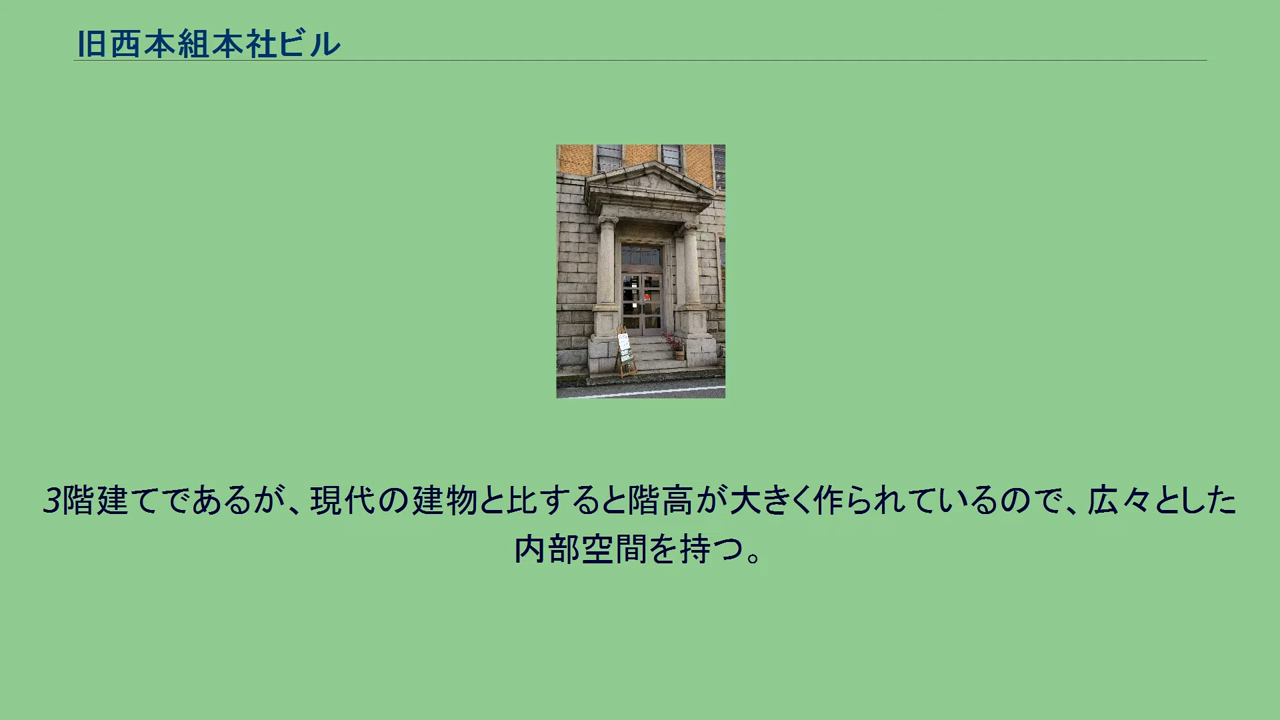 旧西本組本社ビル
3階建てであるが、現代の建物と比すると階高が大きく作られているので、広々とした
内部空間を持つ。